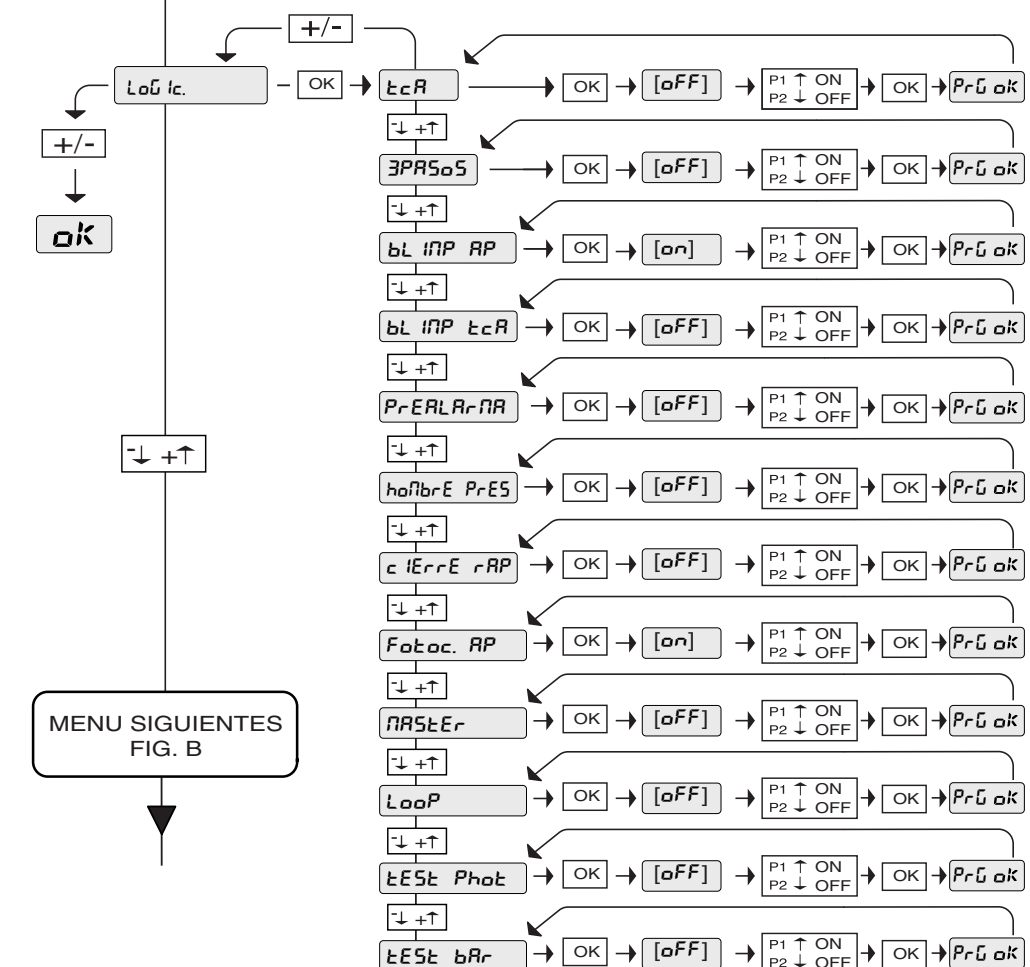 +/-
LoGIc.
OK
tcA
OK
[oFF]
P1 ↑ ON
P2 ↓ OFF
OK
PrG oK
+/-
oK
-↓ +↑
3PASoS
OK
[oFF]
P1 ↑ ON
P2 ↓ OFF
OK
PrG oK
-↓ +↑
bL IMP AP
OK
[on]
P1 ↑ ON
P2 ↓ OFF
OK
PrG oK
-↓ +↑
bL IMP tcA
OK
[oFF]
P1 ↑ ON
P2 ↓ OFF
OK
PrG oK
-↓ +↑
PrEALArMA
OK
[oFF]
P1 ↑ ON
P2 ↓ OFF
OK
PrG oK
-↓ +↑
-↓ +↑
hoMbrE PrES
OK
[oFF]
P1 ↑ ON
P2 ↓ OFF
OK
PrG oK
-↓ +↑
cIErrE rAP
OK
[oFF]
P1 ↑ ON
P2 ↓ OFF
OK
PrG oK
-↓ +↑
Fotoc. AP
OK
[on]
P1 ↑ ON
P2 ↓ OFF
OK
PrG oK
-↓ +↑
MENU SIGUIENTES
FIG. B
MAStEr
OK
[oFF]
P1 ↑ ON
P2 ↓ OFF
OK
PrG oK
-↓ +↑
LooP
OK
[oFF]
P1 ↑ ON
P2 ↓ OFF
OK
PrG oK
-↓ +↑
tESt Phot
OK
[oFF]
P1 ↑ ON
P2 ↓ OFF
OK
PrG oK
-↓ +↑
tESt bAr
OK
[oFF]
P1 ↑ ON
P2 ↓ OFF
OK
PrG oK